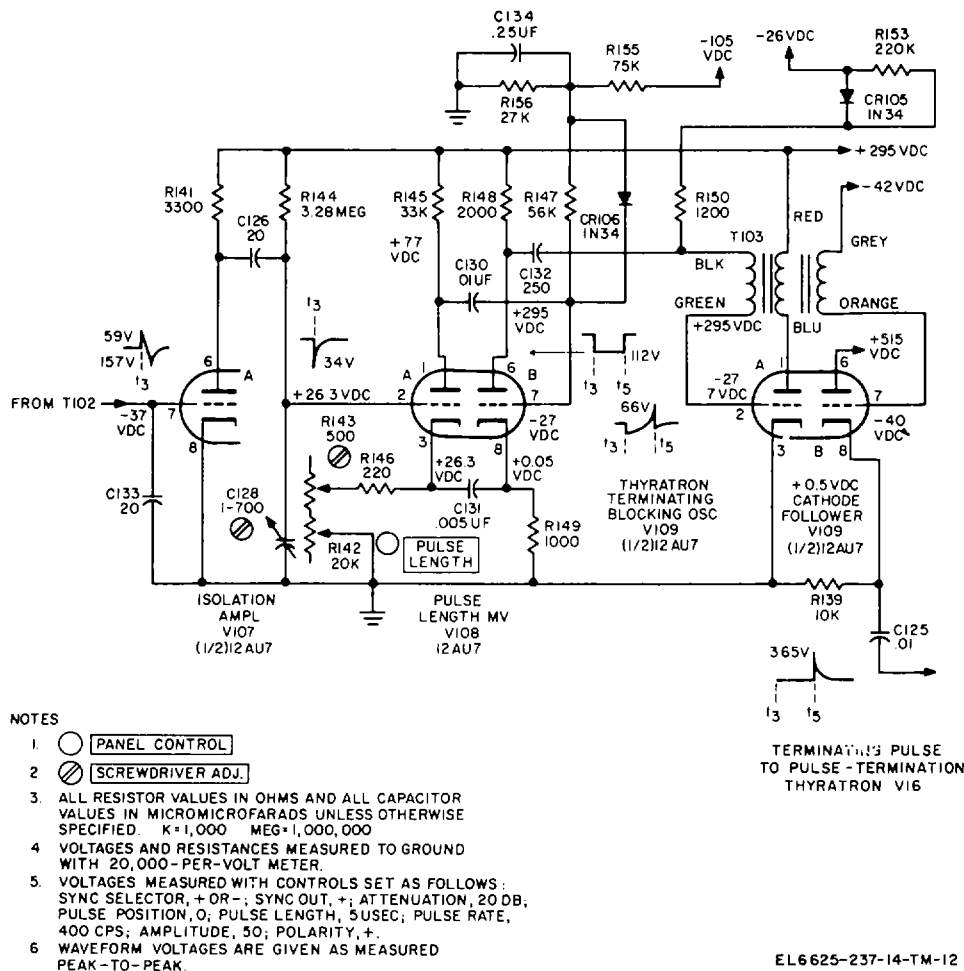 C134
.25UF
R155
75K
-105
VDC
-26VDC
R153
220K
R156
27K
CR105
IN34
+295 VDC
R141
3300
R144
3.28 MEG
R145
33K
R148
2000
R147
56K
CR106
IN34
R150
1200
-42VDC
RED
T103
GREY
C126
20
+77
VDC
C130
.01UF
C132
250
BLK
GREEN
+295VDC
BLU
ORANGE
+295
VDC
+515
VDC
59V
157V
t3
t3
34V
6
A
1
6
B
t3
t5
112V
A
1
6
FROM T102
7
-37
VDC
8
+26.3VDC
A
2
7
-27
VDC
3
8
66V
t3
t5
-27
7VDC
2
7
-40
VDC
3
B
8
R143
500
R146
220
+26.3
VDC
+0.05
VDC
C131
.005UF
C133
20
C128
1-700
R142
20K
PULSE
LENGTH
R149
1000
THYRATRON
TERMINATING
BLOCKING OSC
V109
(1/2)12AU7
+0.5VDC
CATHODE
FOLLOWER
V109
(1/2)12AU7
R139
10K
C125
.01
ISOLATION
AMPL
V107
(1/2)12AU7
PULSE
LENGTH MV
V108
12AU7
365V
t3
t5
TERMINATING PULSE
TO PULSE-TERMINATION
THYRATRON V16
NOTES
1. PANEL CONTROL
2 SCREWDRIVER ADJ.
3. ALL RESISTOR VALUES IN OHMS AND ALL CAPACITOR
VALUES IN MICROMICROFARADS UNLESS OTHERWISE
SPECIFIED. K=1,000 MEG=1,000,000
4 VOLTAGES AND RESISTANCES MEASURED TO GROUND
WITH 20,000-PER-VOLT METER.
5. VOLTAGES MEASURED WITH CONTROLS SET AS FOLLOWS:
SYNC SELECTOR, + OR -; SYNC OUT, +; ATTENUATION, 20 DB;
PULSE POSITION, 0; PULSE LENGTH, 5 USEC; PULSE RATE,
400 CPS; AMPLITUDE, 50; POLARITY, +.
6 WAVEFORM VOLTAGES ARE GIVEN AS MEASURED
PEAK-TO-PEAK.
EL6625-237-14-TM-12